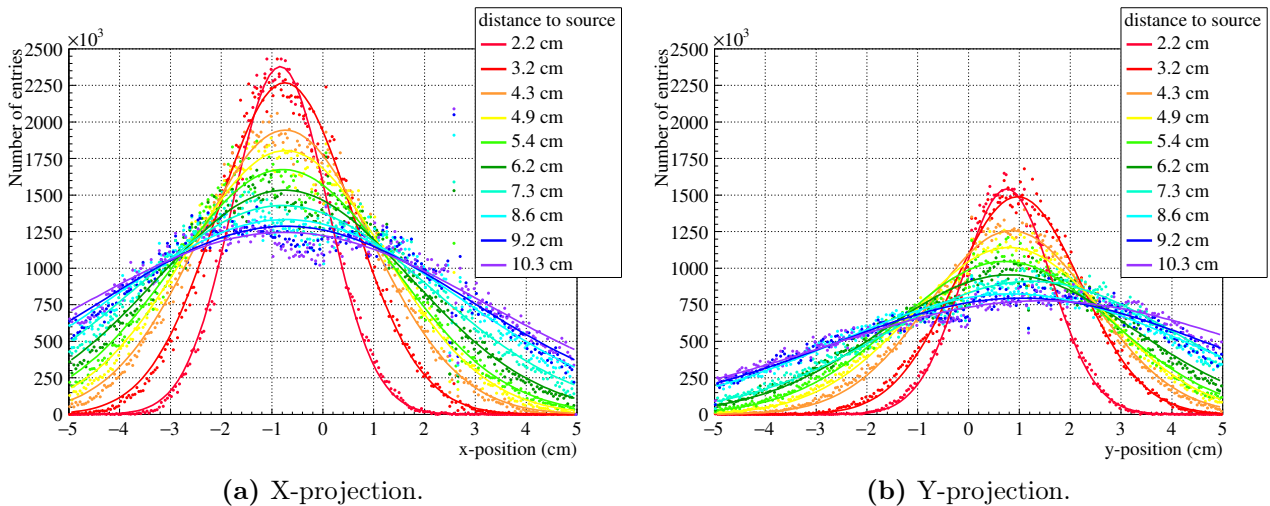 distance to source
2.2 cm
3.2 cm
4.3 cm
4.9 cm
5.4 cm
6.2 cm
7.3 cm
8.6 cm
9.2 cm
10.3 cm
×10³
Number of entries
2500
2250
2000
1750
1500
1250
1000
750
500
250
0
−5 −4 −3 −2 −1 0 1 2 3 4 5
x-position (cm)
(a) X-projection.
distance to source
2.2 cm
3.2 cm
4.3 cm
4.9 cm
5.4 cm
6.2 cm
7.3 cm
8.6 cm
9.2 cm
10.3 cm
×10³
Number of entries
2500
2250
2000
1750
1500
1250
1000
750
500
250
0
−5 −4 −3 −2 −1 0 1 2 3 4 5
y-position (cm)
(b) Y-projection.